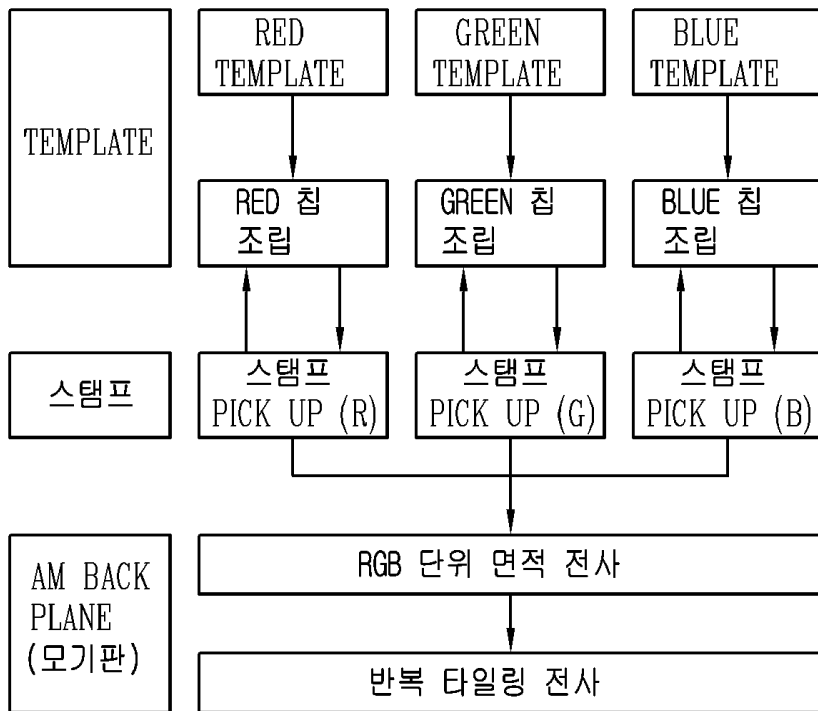 TEMPLATE
RED
TEMPLATE
GREEN
TEMPLATE
BLUE
TEMPLATE
RED 칩
조립
GREEN 칩
조립
BLUE 칩
조립
스탬프
스탬프
PICK UP (R)
스탬프
PICK UP (G)
스탬프
PICK UP (B)
AM BACK
PLANE
(모기판)
RGB 단위 면적 전사
반복 타일링 전사